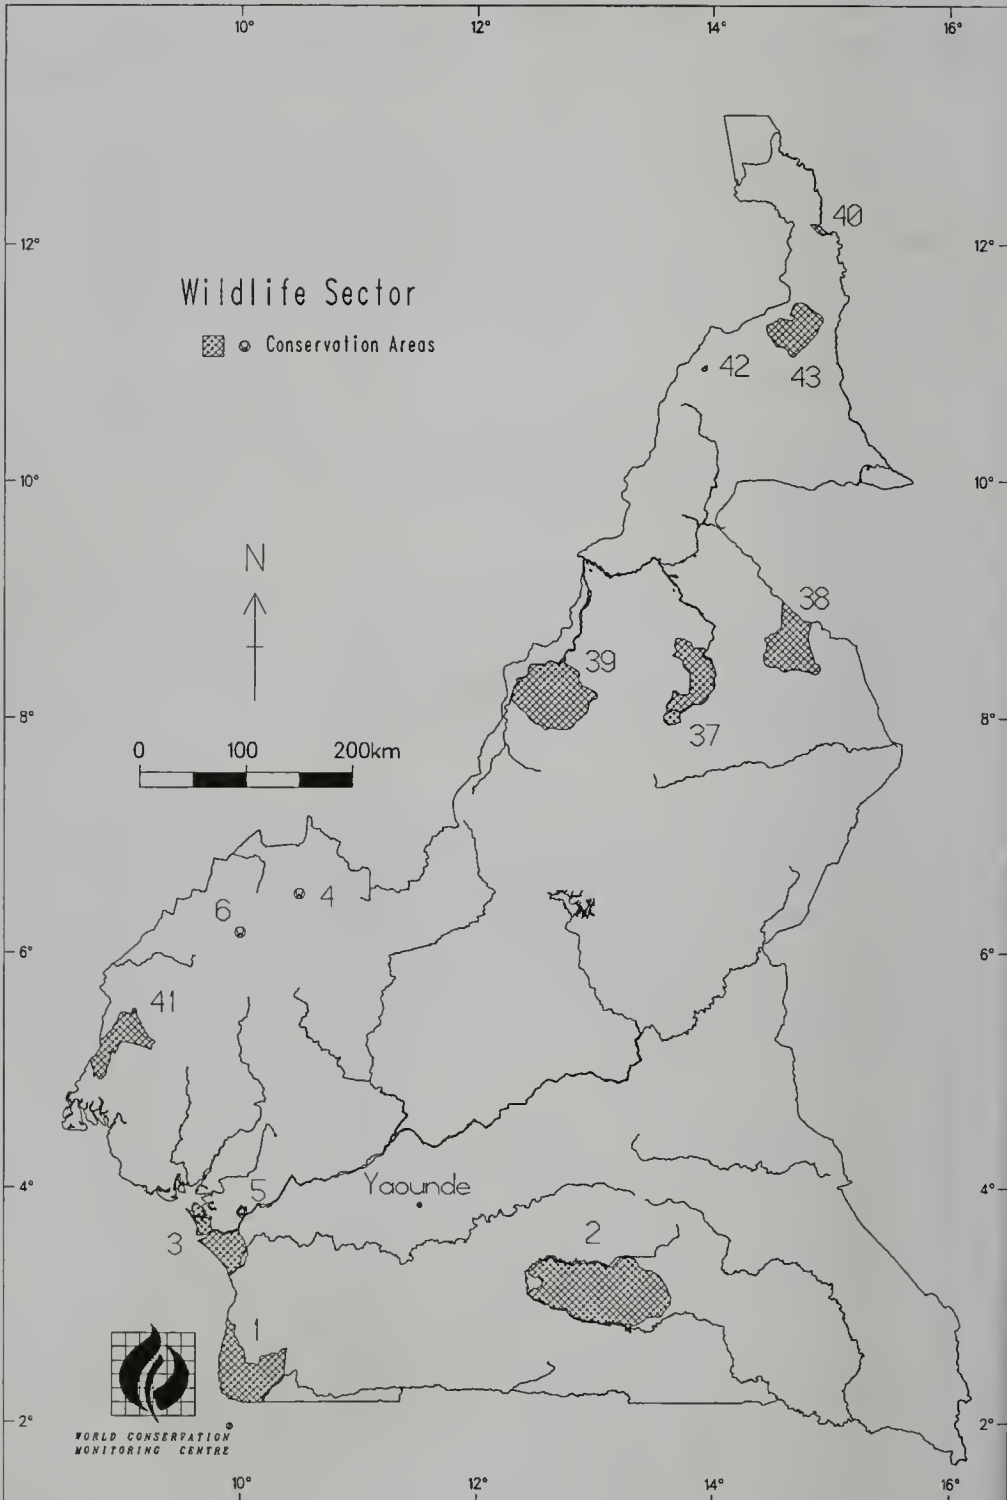 10° 12° 14° 16°
40
12° 12°
Wildlife Sector
Conservation Areas
42
43
10° 10°
N
38
39
8° 8°
37
0 100 200km
4
6
6° 6°
41
4° 5 Yaounde 4°
3 2
1
WORLD CONSERVATION
MONITORING CENTRE
2° 2°
10° 12° 14° 16°